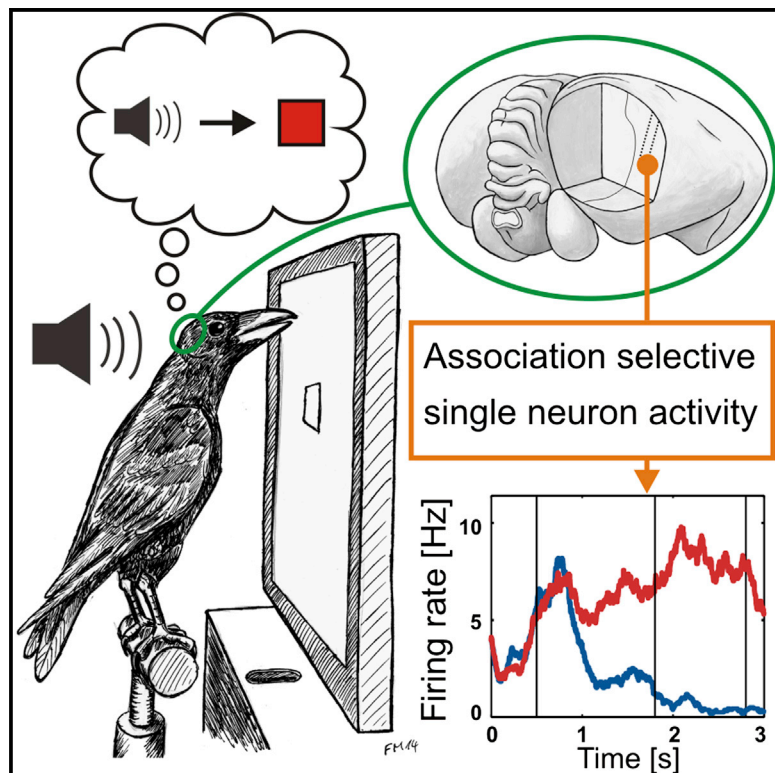 Association selective
single neuron activity
Firing rate [Hz]
10
5
0
0
1
2
3
Time [s]
FM14